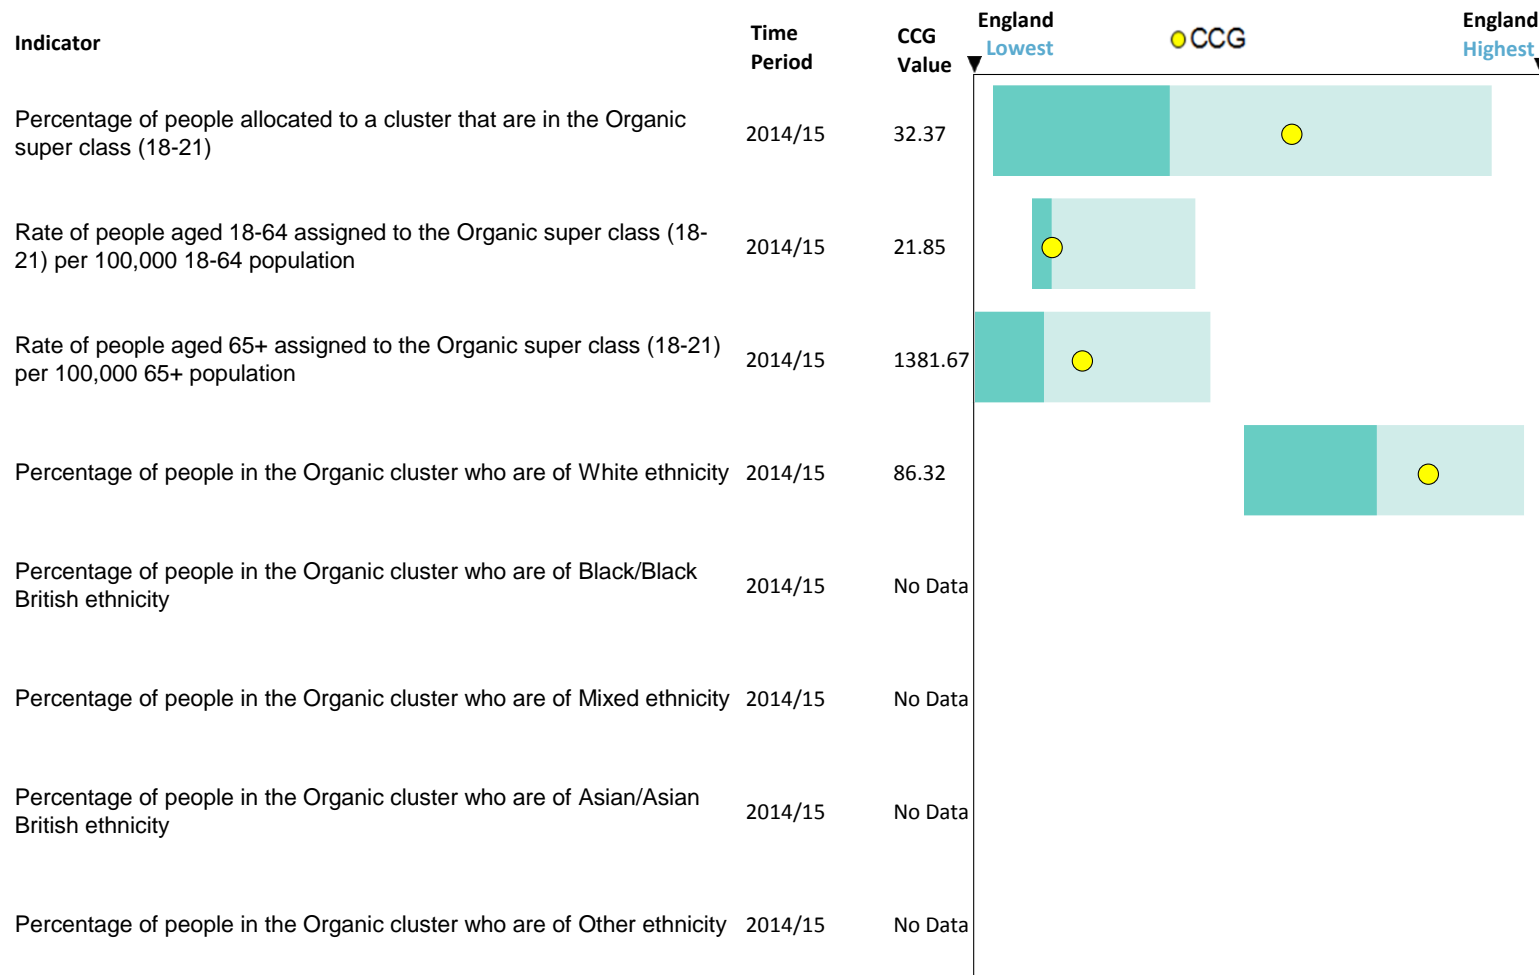 Indicator
Time Period
CCG Value
England Lowest
CCG
England Highest
Percentage of people allocated to a cluster that are in the Organic
super class (18-21)
2014/15
32.37
Rate of people aged 18-64 assigned to the Organic super class (18-
21) per 100,000 18-64 population
2014/15
21.85
Rate of people aged 65+ assigned to the Organic super class (18-21)
per 100,000 65+ population
2014/15
1381.67
Percentage of people in the Organic cluster who are of White ethnicity
2014/15
86.32
Percentage of people in the Organic cluster who are of Black/Black
British ethnicity
2014/15
No Data
Percentage of people in the Organic cluster who are of Mixed ethnicity
2014/15
No Data
Percentage of people in the Organic cluster who are of Asian/Asian
British ethnicity
2014/15
No Data
Percentage of people in the Organic cluster who are of Other ethnicity
2014/15
No Data